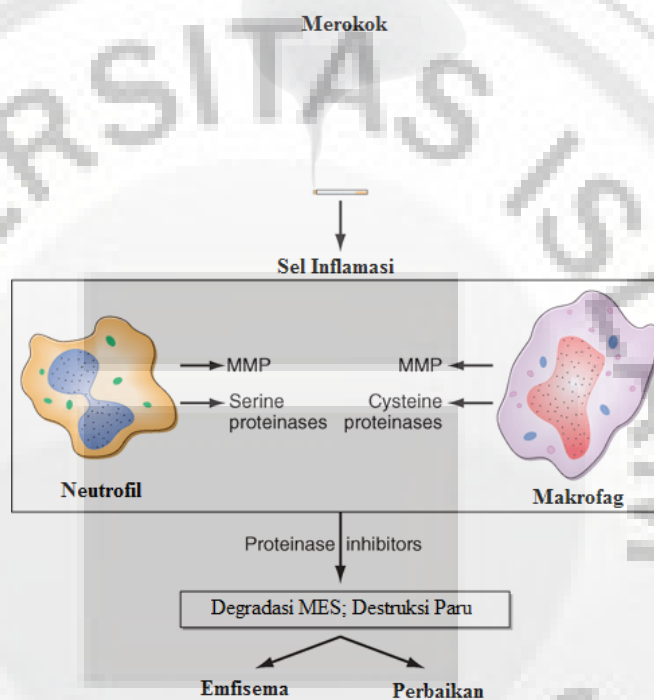 Merokok
Sel Inflamasi
MMP
MMP
Serine
proteinases
Cysteine
proteinases
Neutrofil
Makrofag
Proteinase inhibitors
Degradasi MES; Destruksi Paru
Emfisema
Perbaikan